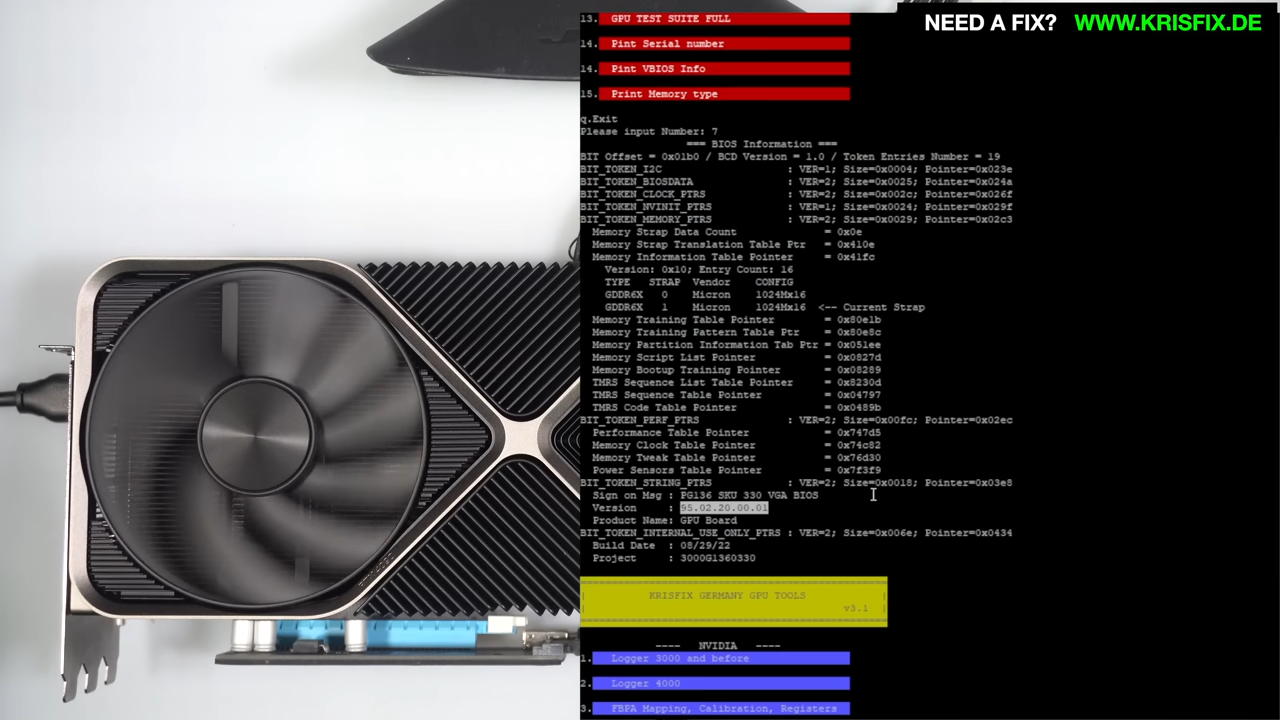 NEED A FIX? WWW.KRISFIX.DE
13. GPU TEST SUITE FULL
14. Pint Serial number
14. Pint VBIOS Info
15. Print Memory type
q.Exit
Please input Number: 7
=== BIOS Information ===
BIT Offset = 0x01b0 / BCD Version = 1.0 / Token Entries Number = 19
BIT_TOKEN_I2C : VER=1; Size=0x0004; Pointer=0x023e
BIT_TOKEN_BIOSDATA : VER=2; Size=0x0025; Pointer=0x024a
BIT_TOKEN_CLOCK_PTRS : VER=2; Size=0x002c; Pointer=0x026f
BIT_TOKEN_NVINIT_PTRS : VER=1; Size=0x0024; Pointer=0x029f
BIT_TOKEN_MEMORY_PTRS : VER=2; Size=0x0029; Pointer=0x02c3
Memory Strap Data Count = 0x0e
Memory Strap Translation Table Ptr = 0x410e
Memory Information Table Pointer = 0x41fc
Version: 0x10; Entry Count: 16
TYPE STRAP Vendor CONFIG
GDDR6X 0 Micron 1024Mx16
GDDR6X 1 Micron 1024Mx16 <-- Current Strap
Memory Training Table Pointer = 0x80e1b
Memory Training Pattern Table Ptr = 0x80e8c
Memory Partition Information Tab Ptr = 0x051ee
Memory Script List Pointer = 0x0827d
Memory Bootup Training Pointer = 0x08289
TMRS Sequence List Table Pointer = 0x8230d
TMRS Sequence Table Pointer = 0x04797
TMRS Code Table Pointer = 0x0489b
BIT_TOKEN_PERF_PTRS : VER=2; Size=0x00fc; Pointer=0x02ec
Performance Table Pointer = 0x747d5
Memory Clock Table Pointer = 0x74c82
Memory Tweak Table Pointer = 0x76d30
Power Sensors Table Pointer = 0x7f3f9
BIT_TOKEN_STRING_PTRS : VER=2; Size=0x0018; Pointer=0x03e8
Sign on Msg : PG136 SKU 330 VGA BIOS
Version : 95.02.20.00.01
Product Name: GPU Board
BIT_TOKEN_INTERNAL_USE_ONLY_PTRS : VER=2; Size=0x006e; Pointer=0x0434
Build Date : 08/29/22
Project : 3000G1360330
KRISFIX GERMANY GPU TOOLS
v3.1
---- NVIDIA ----
1. Logger 3000 and before
2. Logger 4000
3. FBPA Mapping, Calibration, Registers